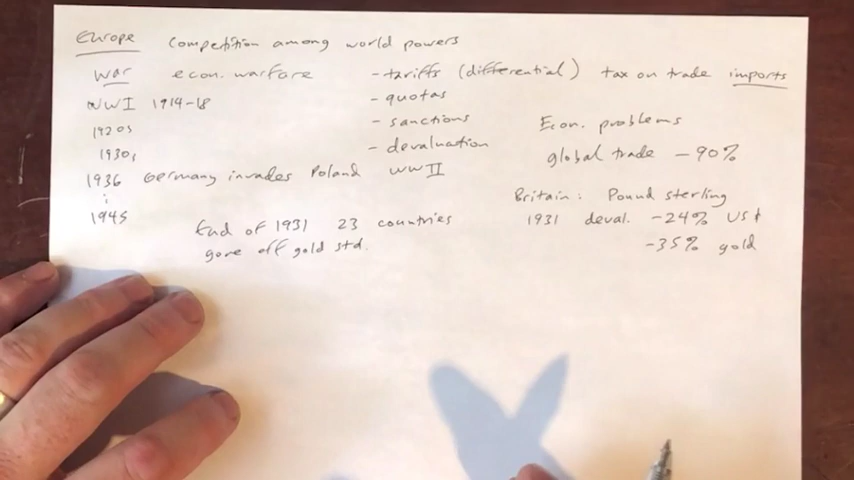 Europe competition among world powers
war econ. warfare - tariffs (differential) tax on trade imports
WWI 1914-18 - quotas
1920s - sanctions Econ. problems
1930s - devaluation global trade -90%
1936 Germany invades Poland WWII
⋮ Britain: Pound sterling
1945 End of 1931 23 countries 1931 deval. -24% US$
gone off gold std. -35% gold